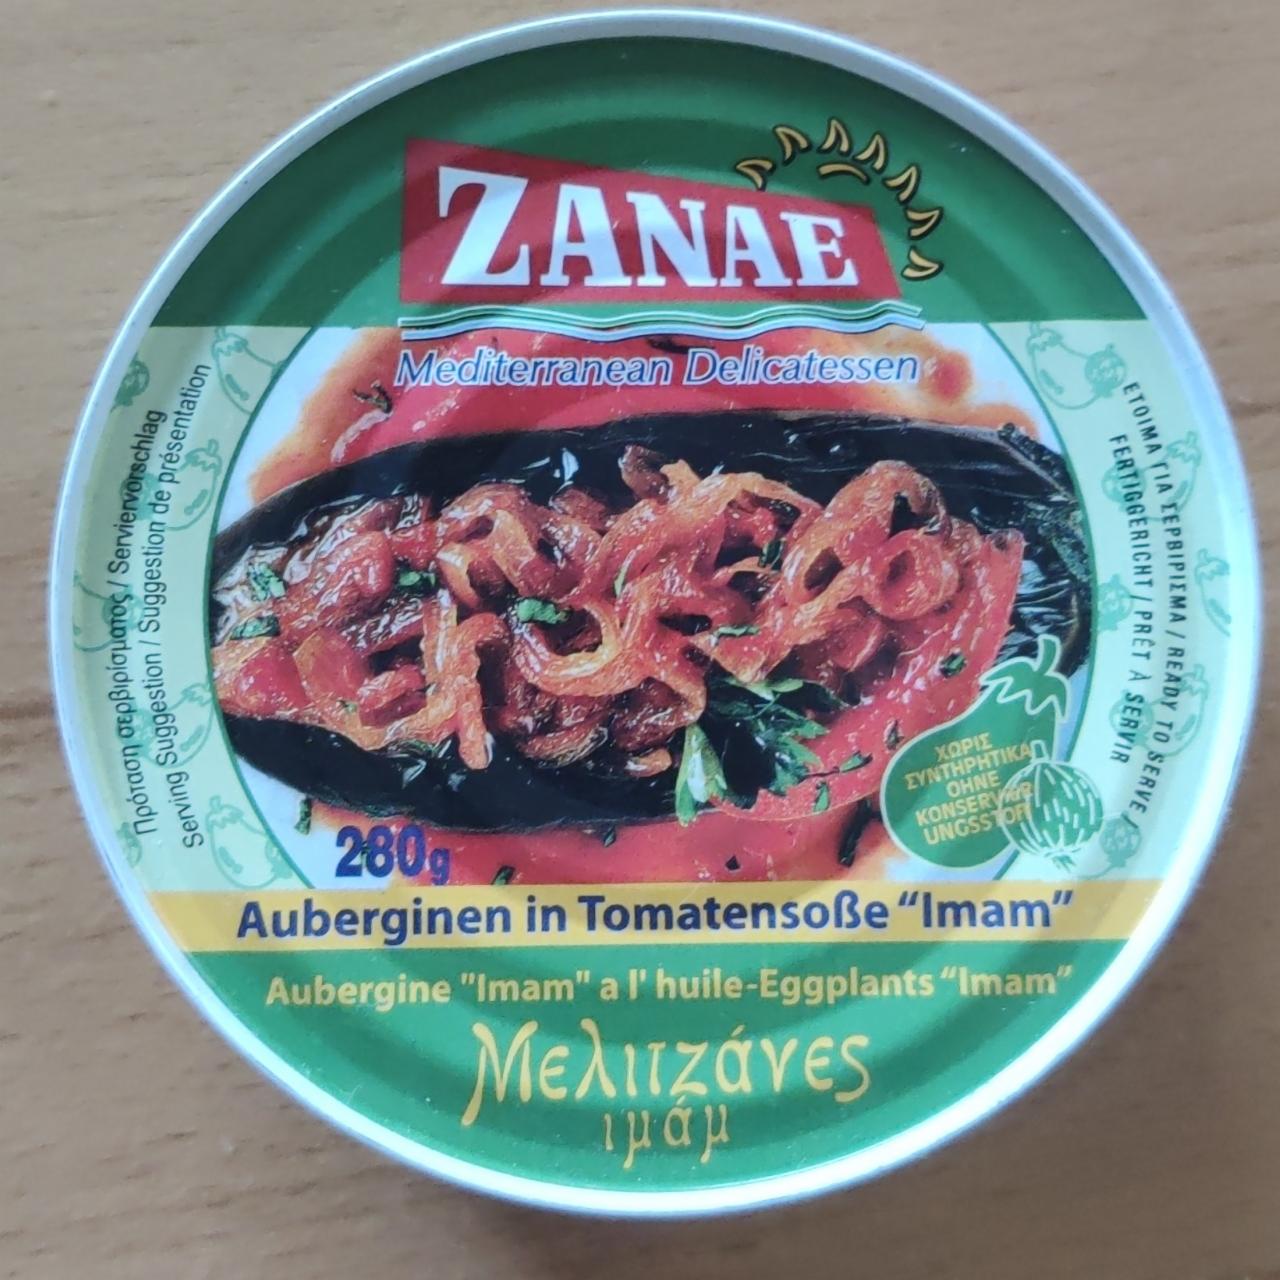 ZANAE
Mediterranean Delicatessen
Πρόταση σερβιρίσματος / Serviervorschlag
Serving Suggestion / Suggestion de présentation
ΕΤΟΙΜΑ ΓΙΑ ΣΕΡΒΙΡΙΣΜΑ / READY TO SERVE /
FERTIGGERICHT / PRÊT À SERVIR
ΧΩΡΙΣ
ΣΥΝΤΗΡΗΤΙΚΑ
OHNE
KONSERVIER
UNGSSTOFF
280g
Auberginen in Tomatensoße “Imam”
Aubergine "Imam" a l' huile-Eggplants “Imam”
Μελιτζάνες
ιμάμ